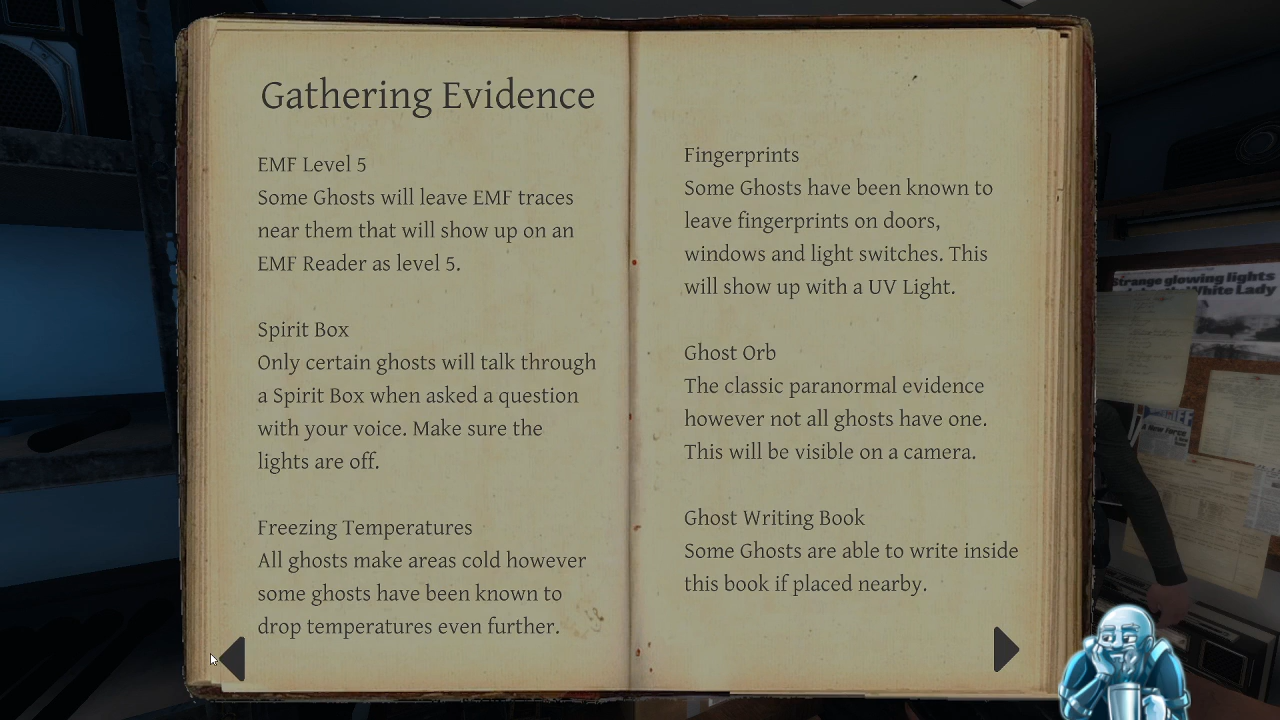 Gathering Evidence
EMF Level 5
Some Ghosts will leave EMF traces
near them that will show up on an
EMF Reader as level 5.
Spirit Box
Only certain ghosts will talk through
a Spirit Box when asked a question
with your voice. Make sure the
lights are off.
Freezing Temperatures
All ghosts make areas cold however
some ghosts have been known to
drop temperatures even further.
Fingerprints
Some Ghosts have been known to
leave fingerprints on doors,
windows and light switches. This
will show up with a UV Light.
Ghost Orb
The classic paranormal evidence
however not all ghosts have one.
This will be visible on a camera.
Ghost Writing Book
Some Ghosts are able to write inside
this book if placed nearby.
Strange glowing lights
White Lady
A New Force